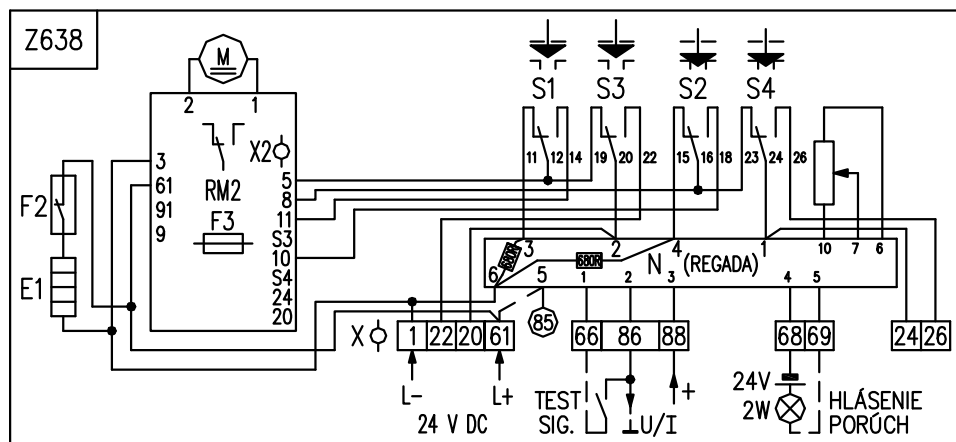 Z638
M
2 1
S1 S3 S2 S4
X2
3
61
91
9
RM2
F3
5
8
11
S3
10
S4
24
20
11 12 14 19 20 22 15 16 18 23 24 26
F2
E1
3 2 4 1 10 7 6
680R 680R N (REGADA)
6 5 1 2 3 4 5
85
X 1 22 20 61 66 86 88 68 69 24 26
L- L+
24 V DC
TEST
SIG.
U/I
+
24V
2W
HLÁSENIE
PORÚCH